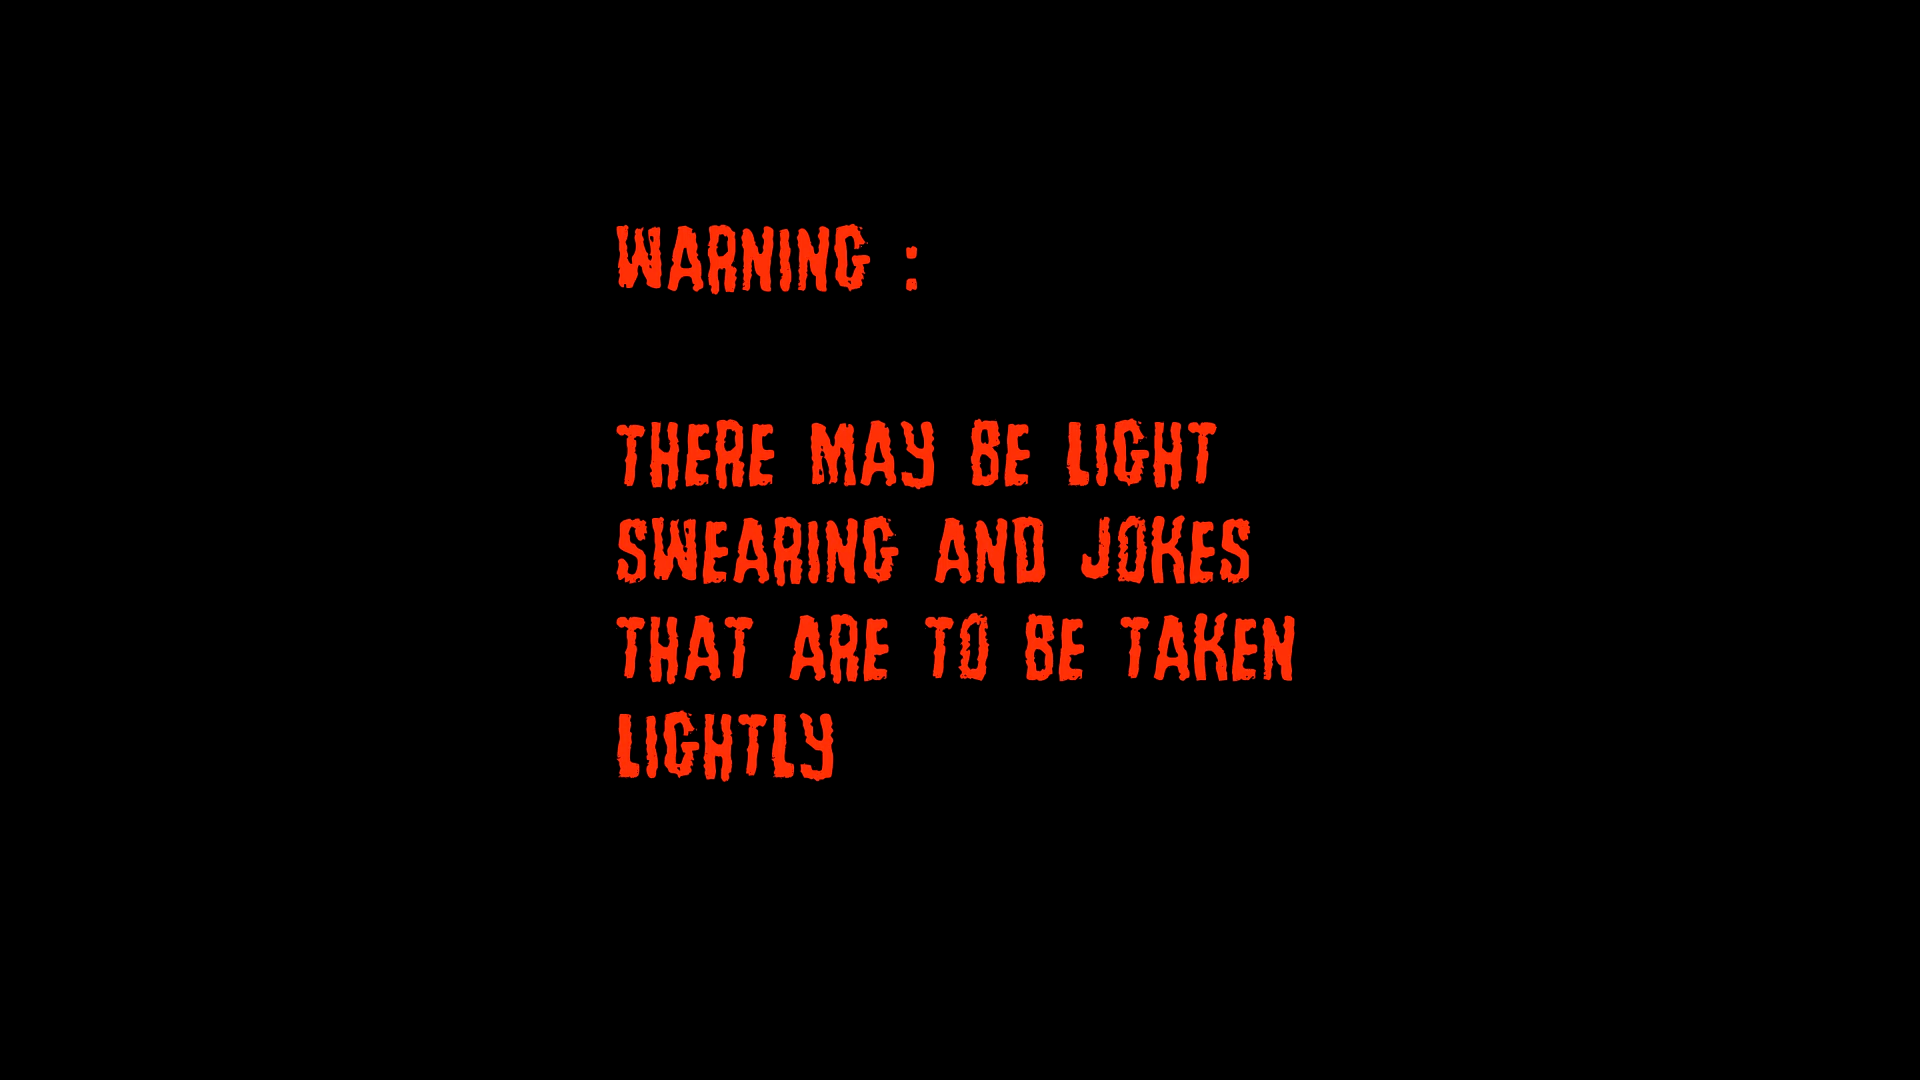 WARNING :
THERE MAY BE LIGHT
SWEARING AND JOKES
THAT ARE TO BE TAKEN
LIGHTLY